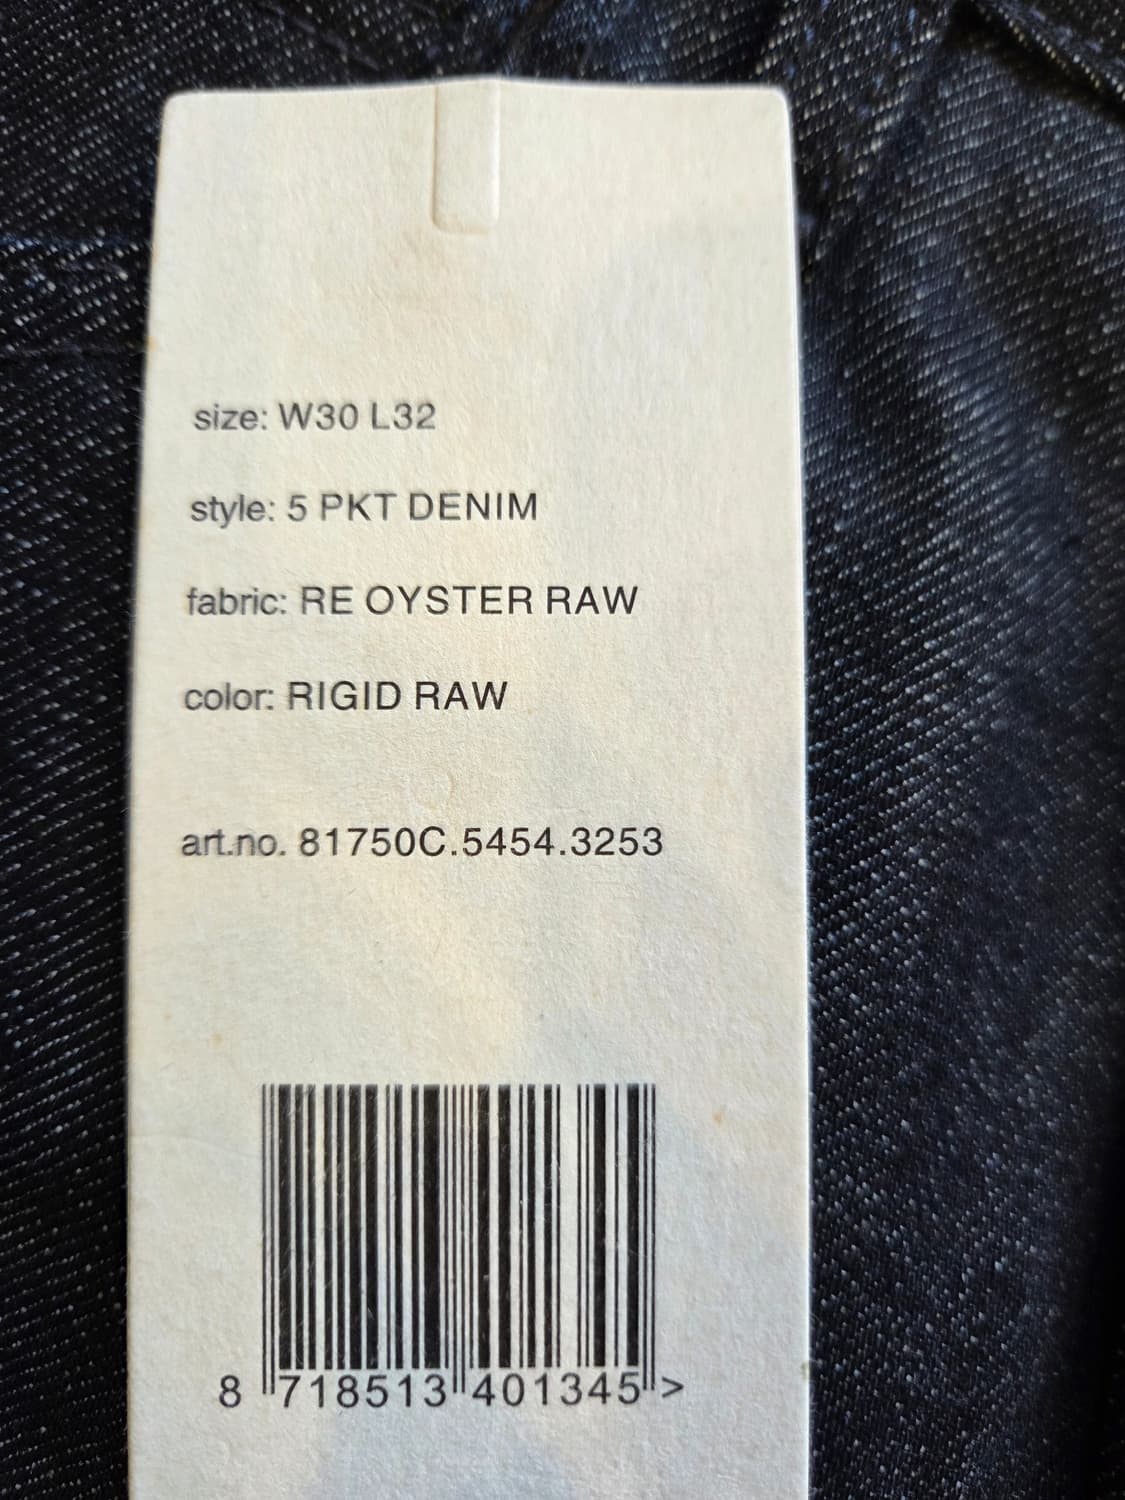 size: W30 L32
style: 5 PKT DENIM
fabric: RE OYSTER RAW
color: RIGID RAW
art.no. 81750C.5454.3253
8 718513 401345 >